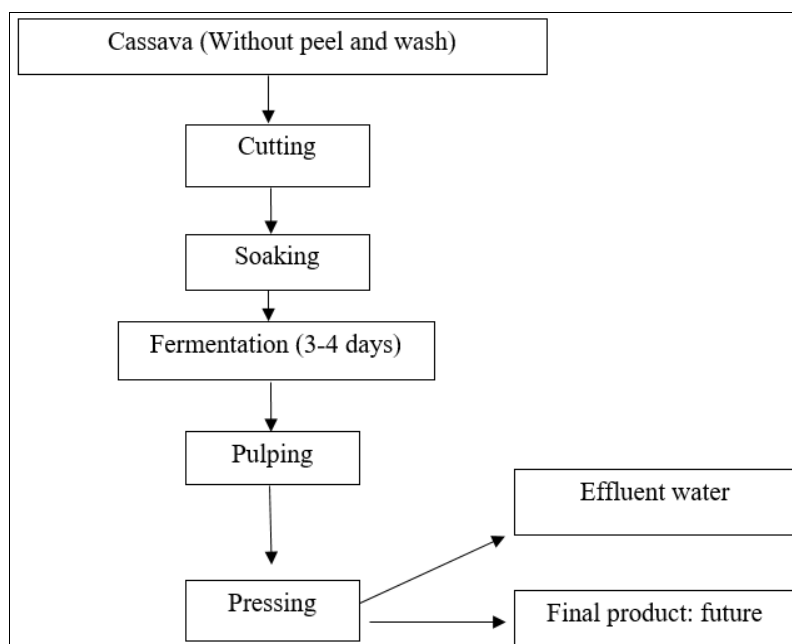 Cassava (Without peel and wash)
Cutting
Soaking
Fermentation (3-4 days)
Pulping
Effluent water
Pressing
Final product: future